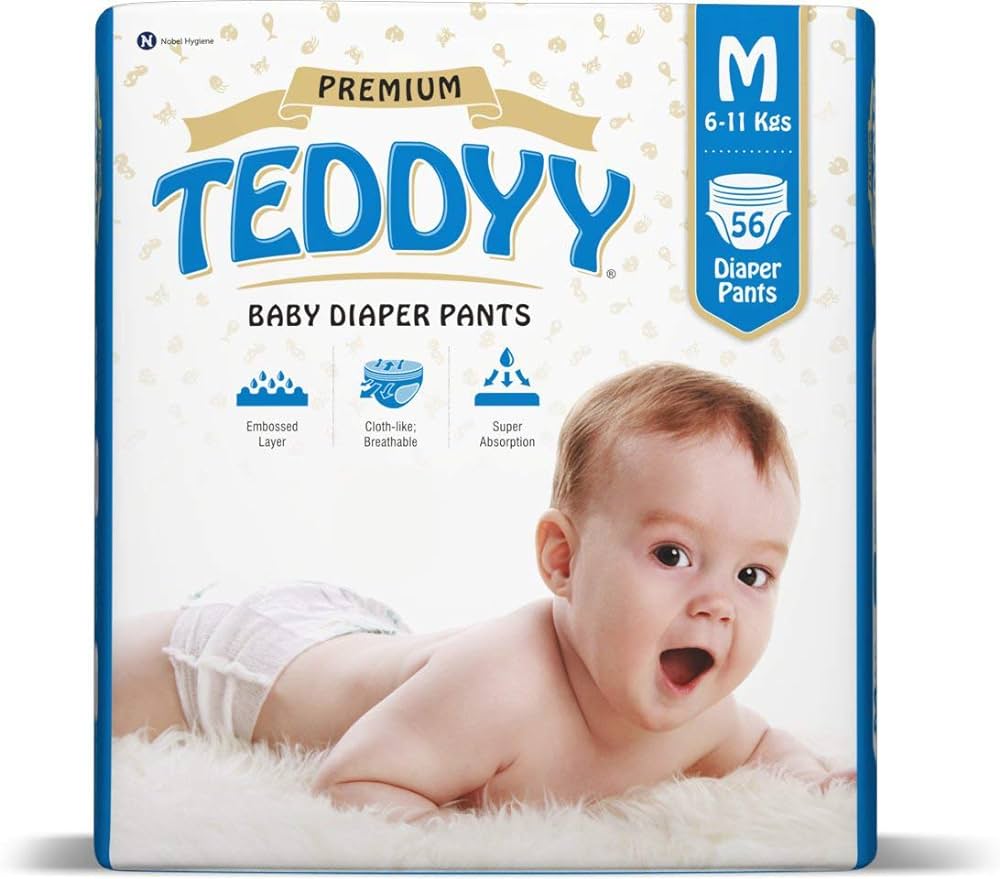 Nobel Hygiene
PREMIUM
TEDDYY®
BABY DIAPER PANTS
Embossed
Layer
Cloth-like;
Breathable
Super
Absorption
M
6-11 Kgs
56
Diaper
Pants